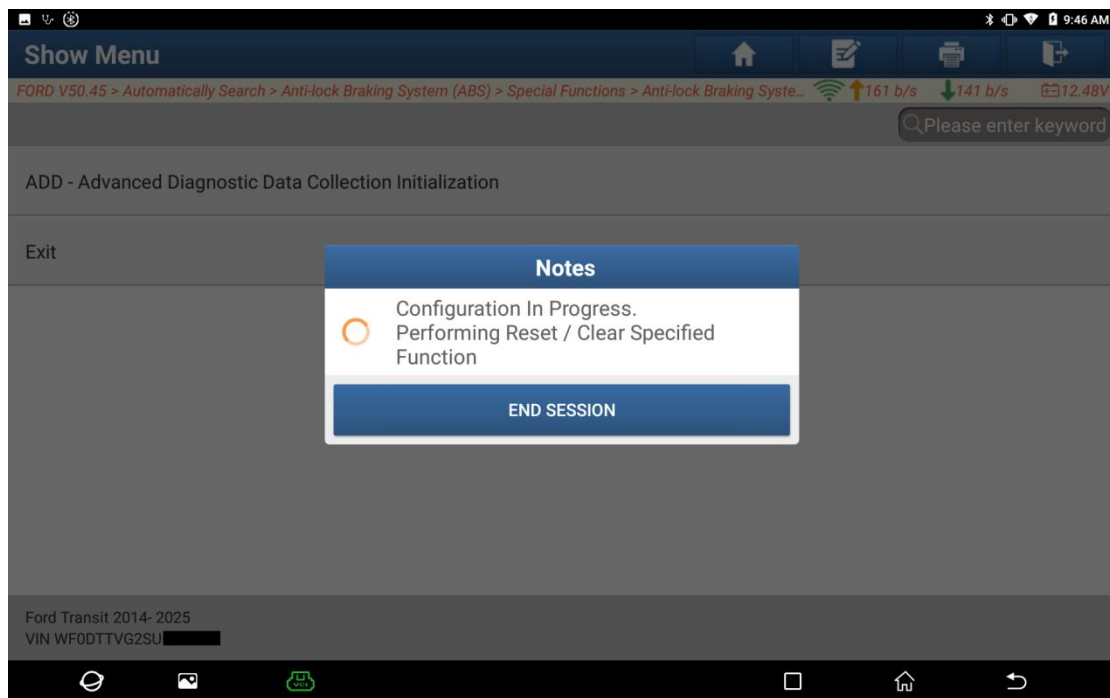 9:46 AM
Show Menu
FORD V50.45 > Automatically Search > Anti-lock Braking System (ABS) > Special Functions > Anti-lock Braking Syste... 161 b/s 141 b/s 12.48V
Please enter keyword
ADD - Advanced Diagnostic Data Collection Initialization
Exit
Notes
Configuration In Progress.
Performing Reset / Clear Specified
Function
END SESSION
Ford Transit 2014- 2025
VIN WF0DTTVG2SU
VCI